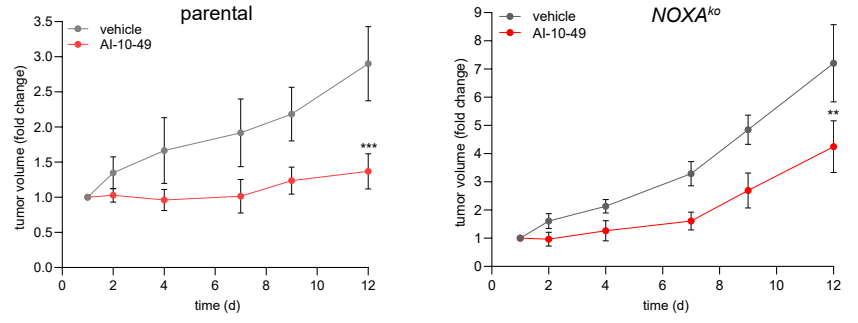 parental
vehicle
AI-10-49
3.5
3.0
2.5
2.0
1.5
1.0
0.5
0.0
tumor volume (fold change)
***
0 2 4 6 8 10 12
time (d)
NOXAᵏᵒ
vehicle
AI-10-49
9
8
7
6
5
4
3
2
1
0
tumor volume (fold change)
**
0 2 4 6 8 10 12
time (d)